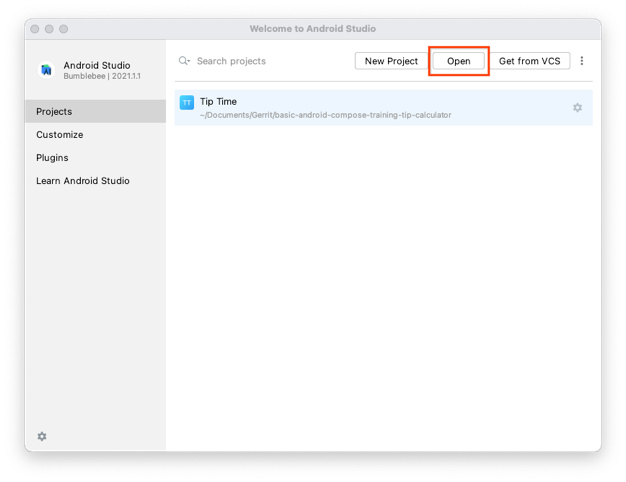 Welcome to Android Studio
Android Studio
Bumblebee | 2021.1.1
Search projects
New Project
Open
Get from VCS
Projects
Customize
Plugins
Learn Android Studio
TT
Tip Time
~/Documents/Gerrit/basic-android-compose-training-tip-calculator